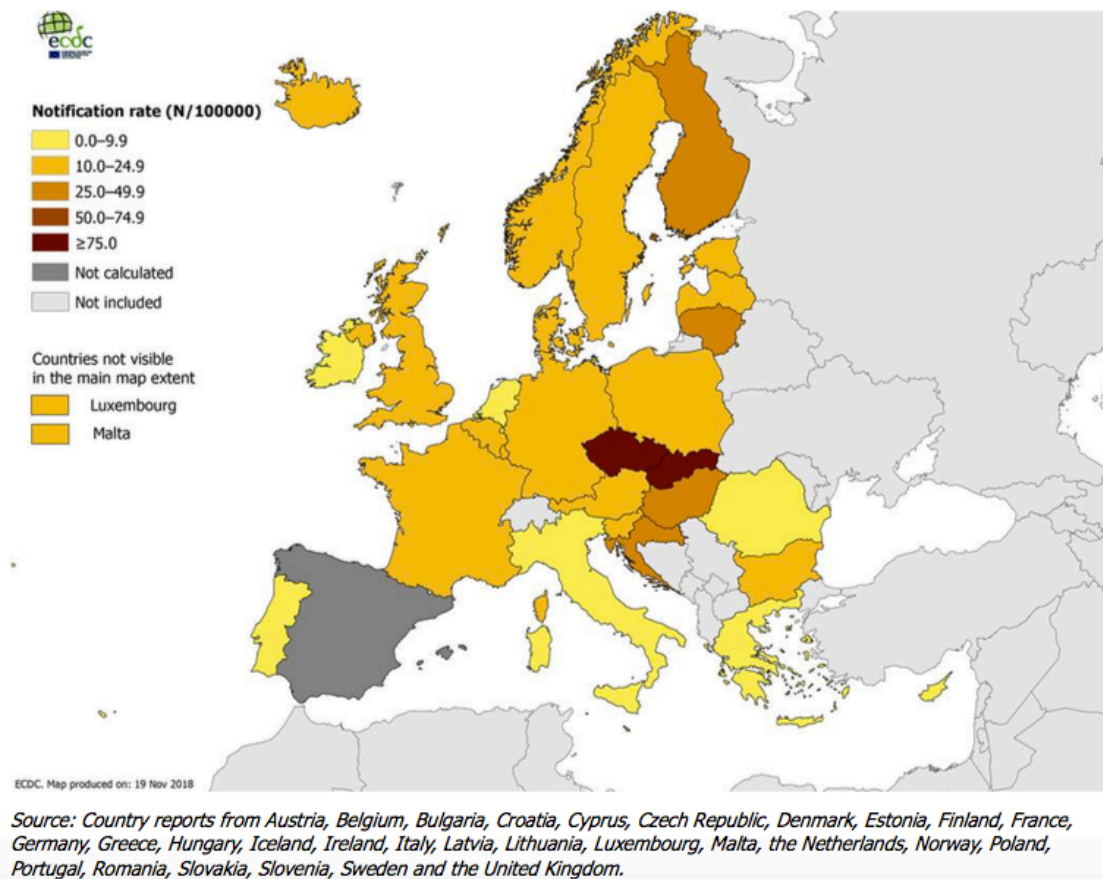 ecdc
Notification rate (N/100000)
0.0–9.9
10.0–24.9
25.0–49.9
50.0–74.9
≥75.0
Not calculated
Not included
Countries not visible
in the main map extent
Luxembourg
Malta
ECDC. Map produced on: 19 Nov 2018
Source: Country reports from Austria, Belgium, Bulgaria, Croatia, Cyprus, Czech Republic, Denmark, Estonia, Finland, France,
Germany, Greece, Hungary, Iceland, Ireland, Italy, Latvia, Lithuania, Luxembourg, Malta, the Netherlands, Norway, Poland,
Portugal, Romania, Slovakia, Slovenia, Sweden and the United Kingdom.